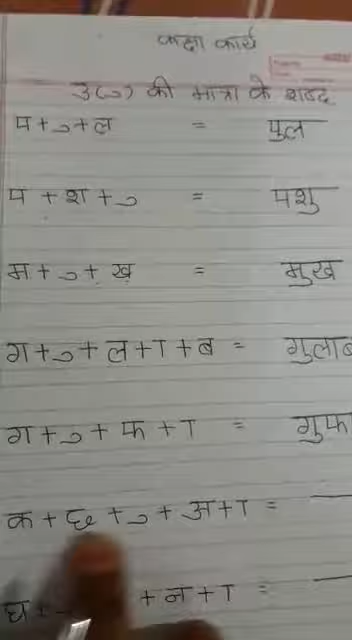 कक्षा कार्य
उ(ु) की मात्रा के शब्द
प + ु + ल = पुल
प + श + ु = पशु
म + ु + ख = मुख
ग + ु + ल + ा + ब = गुलाब
ग + ु + फ + ा = गुफ
क + छ + ु + अ + ा =
घ + + न + ा =